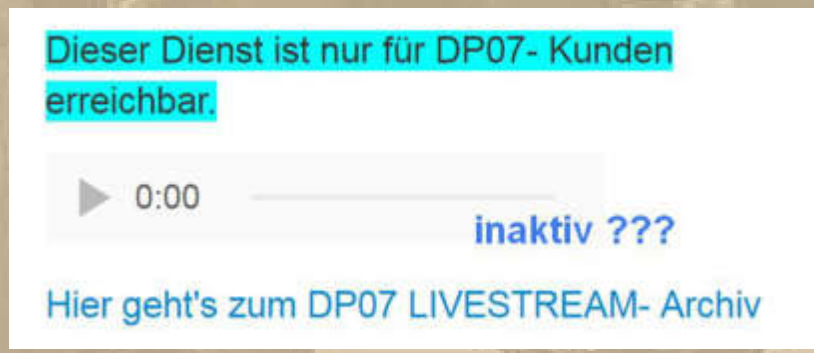 Dieser Dienst ist nur für DP07- Kunden
erreichbar.
0:00
inaktiv ???
Hier geht's zum DP07 LIVESTREAM- Archiv